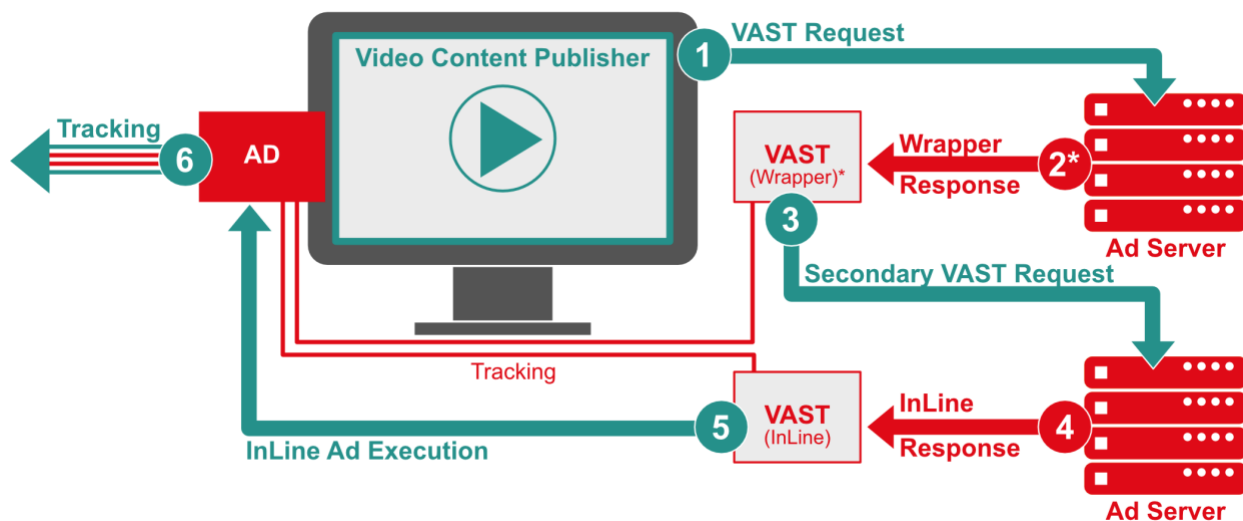 VAST Request
1
Video Content Publisher
Tracking
6
AD
VAST
(Wrapper)*
Wrapper
Response
2*
3
Ad Server
Secondary VAST Request
Tracking
VAST
(InLine)
5
InLine Ad Execution
InLine
Response
4
Ad Server